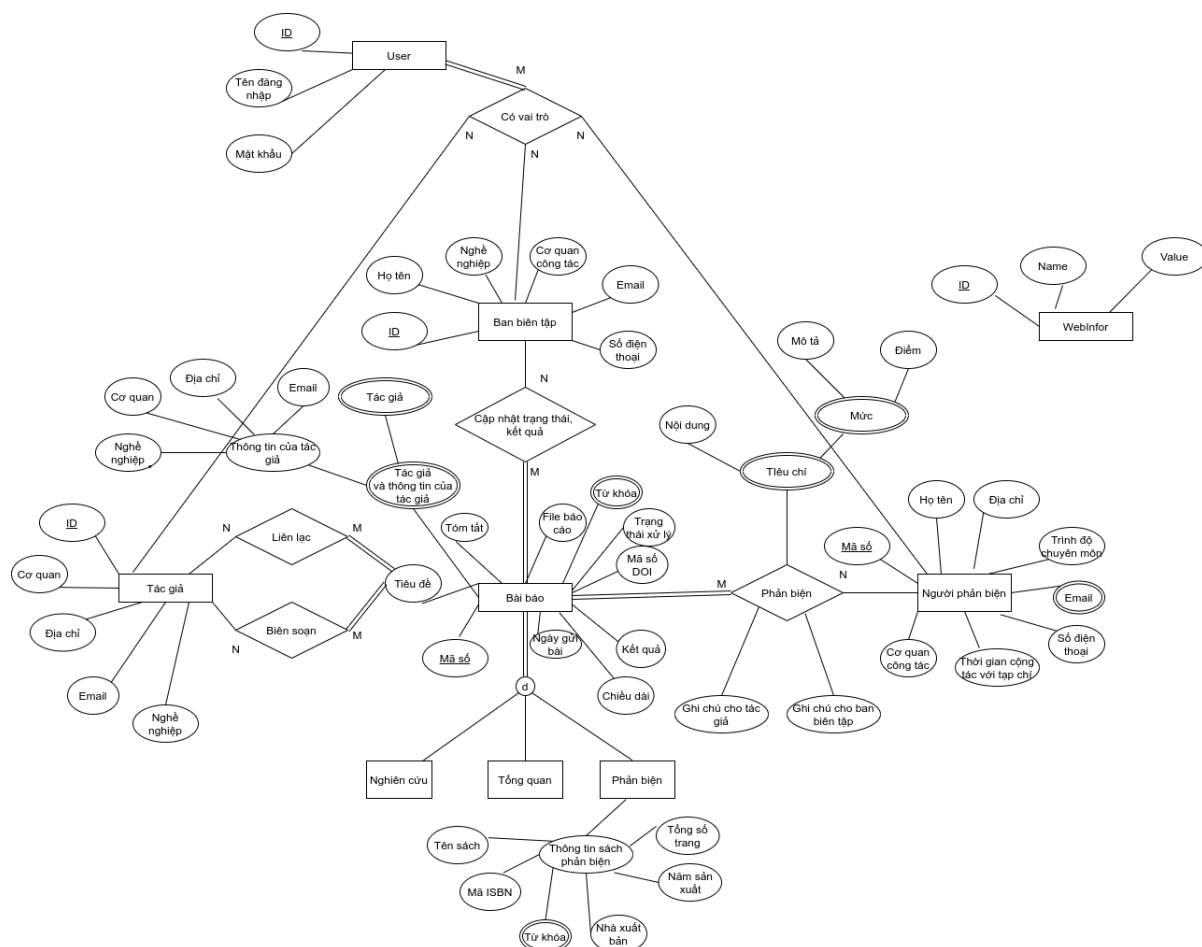 ID
User
M
Tên đăng
nhập
Có vai trò
N
N
N
Mật khẩu
Nghề
nghiệp
Cơ quan
công tác
Họ tên
Email
ID
Ban biên tập
Số điện
thoại
Name
Value
ID
WebInfor
Mô tả
Điểm
Địa chỉ
Email
Tác giả
N
Cơ quan
Cập nhật trạng thái,
kết quả
Nội dung
Mức
Nghề
nghiệp
Thông tin của tác
giả
Tác giả
và thông tin của
tác giả
M
TIêu chí
Từ khóa
Họ tên
Địa chỉ
ID
N
Liên lạc
M
Tóm tắt
File báo
cáo
Trạng
thái xử lý
Mã số
Trình độ
chuyên môn
Cơ quan
Tác giả
Tiêu đề
Bài báo
Mã số
DOI
M
Phản biện
N
Người phản biện
Email
Địa chỉ
N
Biên soạn
M
Mã số
Ngày gửi
bài
Kết quả
Cơ quan
công tác
Thời gian cộng
tác với tạp chí
Số điện
thoại
Email
Nghề
nghiệp
d
Chiều dài
Ghi chú cho tác
giả
Ghi chú cho ban
biên tập
Nghiên cứu
Tổng quan
Phản biện
Tên sách
Thông tin sách
phản biện
Tổng số
trang
Mã ISBN
Năm sản
xuất
Từ khóa
Nhà xuất
bản